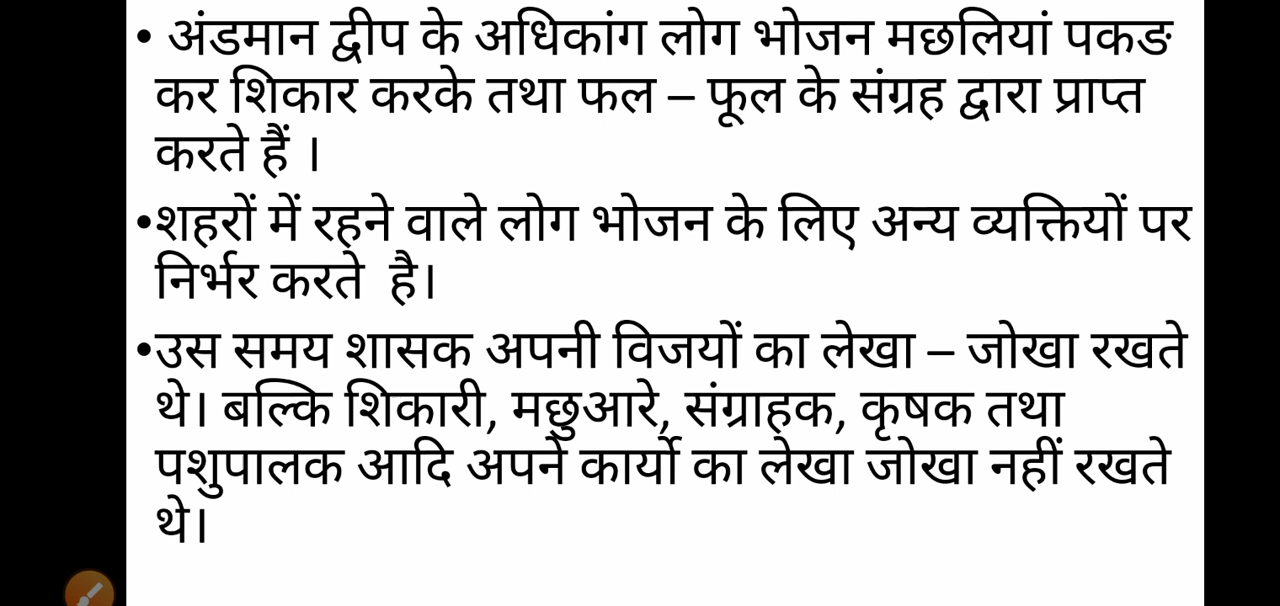 • अंडमान द्वीप के अधिकांग लोग भोजन मछलियां पकङ
कर शिकार करके तथा फल – फूल के संग्रह द्वारा प्राप्त
करते हैं ।
•शहरों में रहने वाले लोग भोजन के लिए अन्य व्यक्तियों पर
निर्भर करते  है।
•उस समय शासक अपनी विजयों का लेखा – जोखा रखते
थे। बल्कि शिकारी, मछुआरे, संग्राहक, कृषक तथा
पशुपालक आदि अपने कार्यो का लेखा जोखा नहीं रखते
थे।